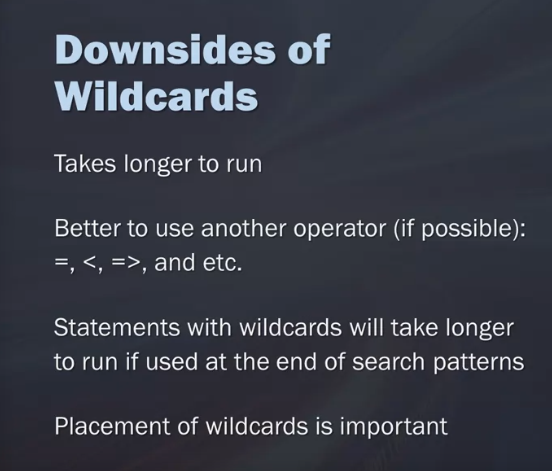 Downsides of
Wildcards
Takes longer to run
Better to use another operator (if possible):
=, <, =>, and etc.
Statements with wildcards will take longer
to run if used at the end of search patterns
Placement of wildcards is important